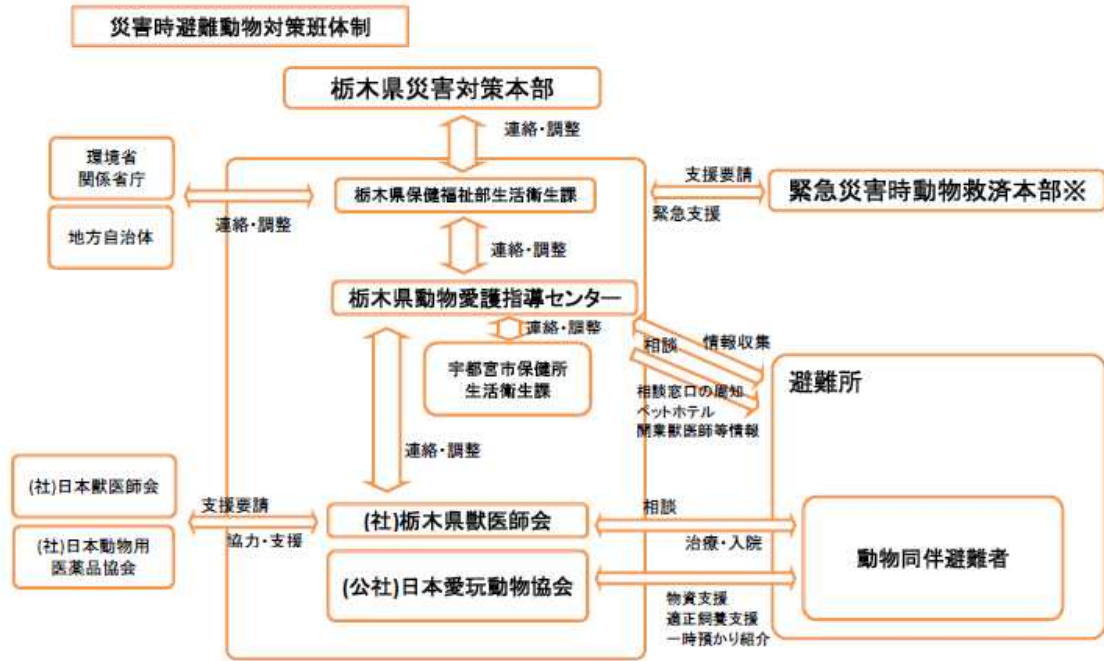 災害時避難動物対策班体制
栃木県災害対策本部
連絡・調整
環境省
関係省庁
地方自治体
連絡・調整
栃木県保健福祉部生活衛生課
支援要請
緊急支援
緊急災害時動物救済本部※
連絡・調整
栃木県動物愛護指導センター
連絡・調整
宇都宮市保健所
生活衛生課
相談
情報収集
相談窓口の周知
ペットホテル
開業獣医師等情報
避難所
連絡・調整
(社)日本獣医師会
(社)日本動物用
医薬品協会
支援要請
協力・支援
(社)栃木県獣医師会
(公社)日本愛玩動物協会
相談
治療・入院
動物同伴避難者
物資支援
適正飼養支援
一時預かり紹介